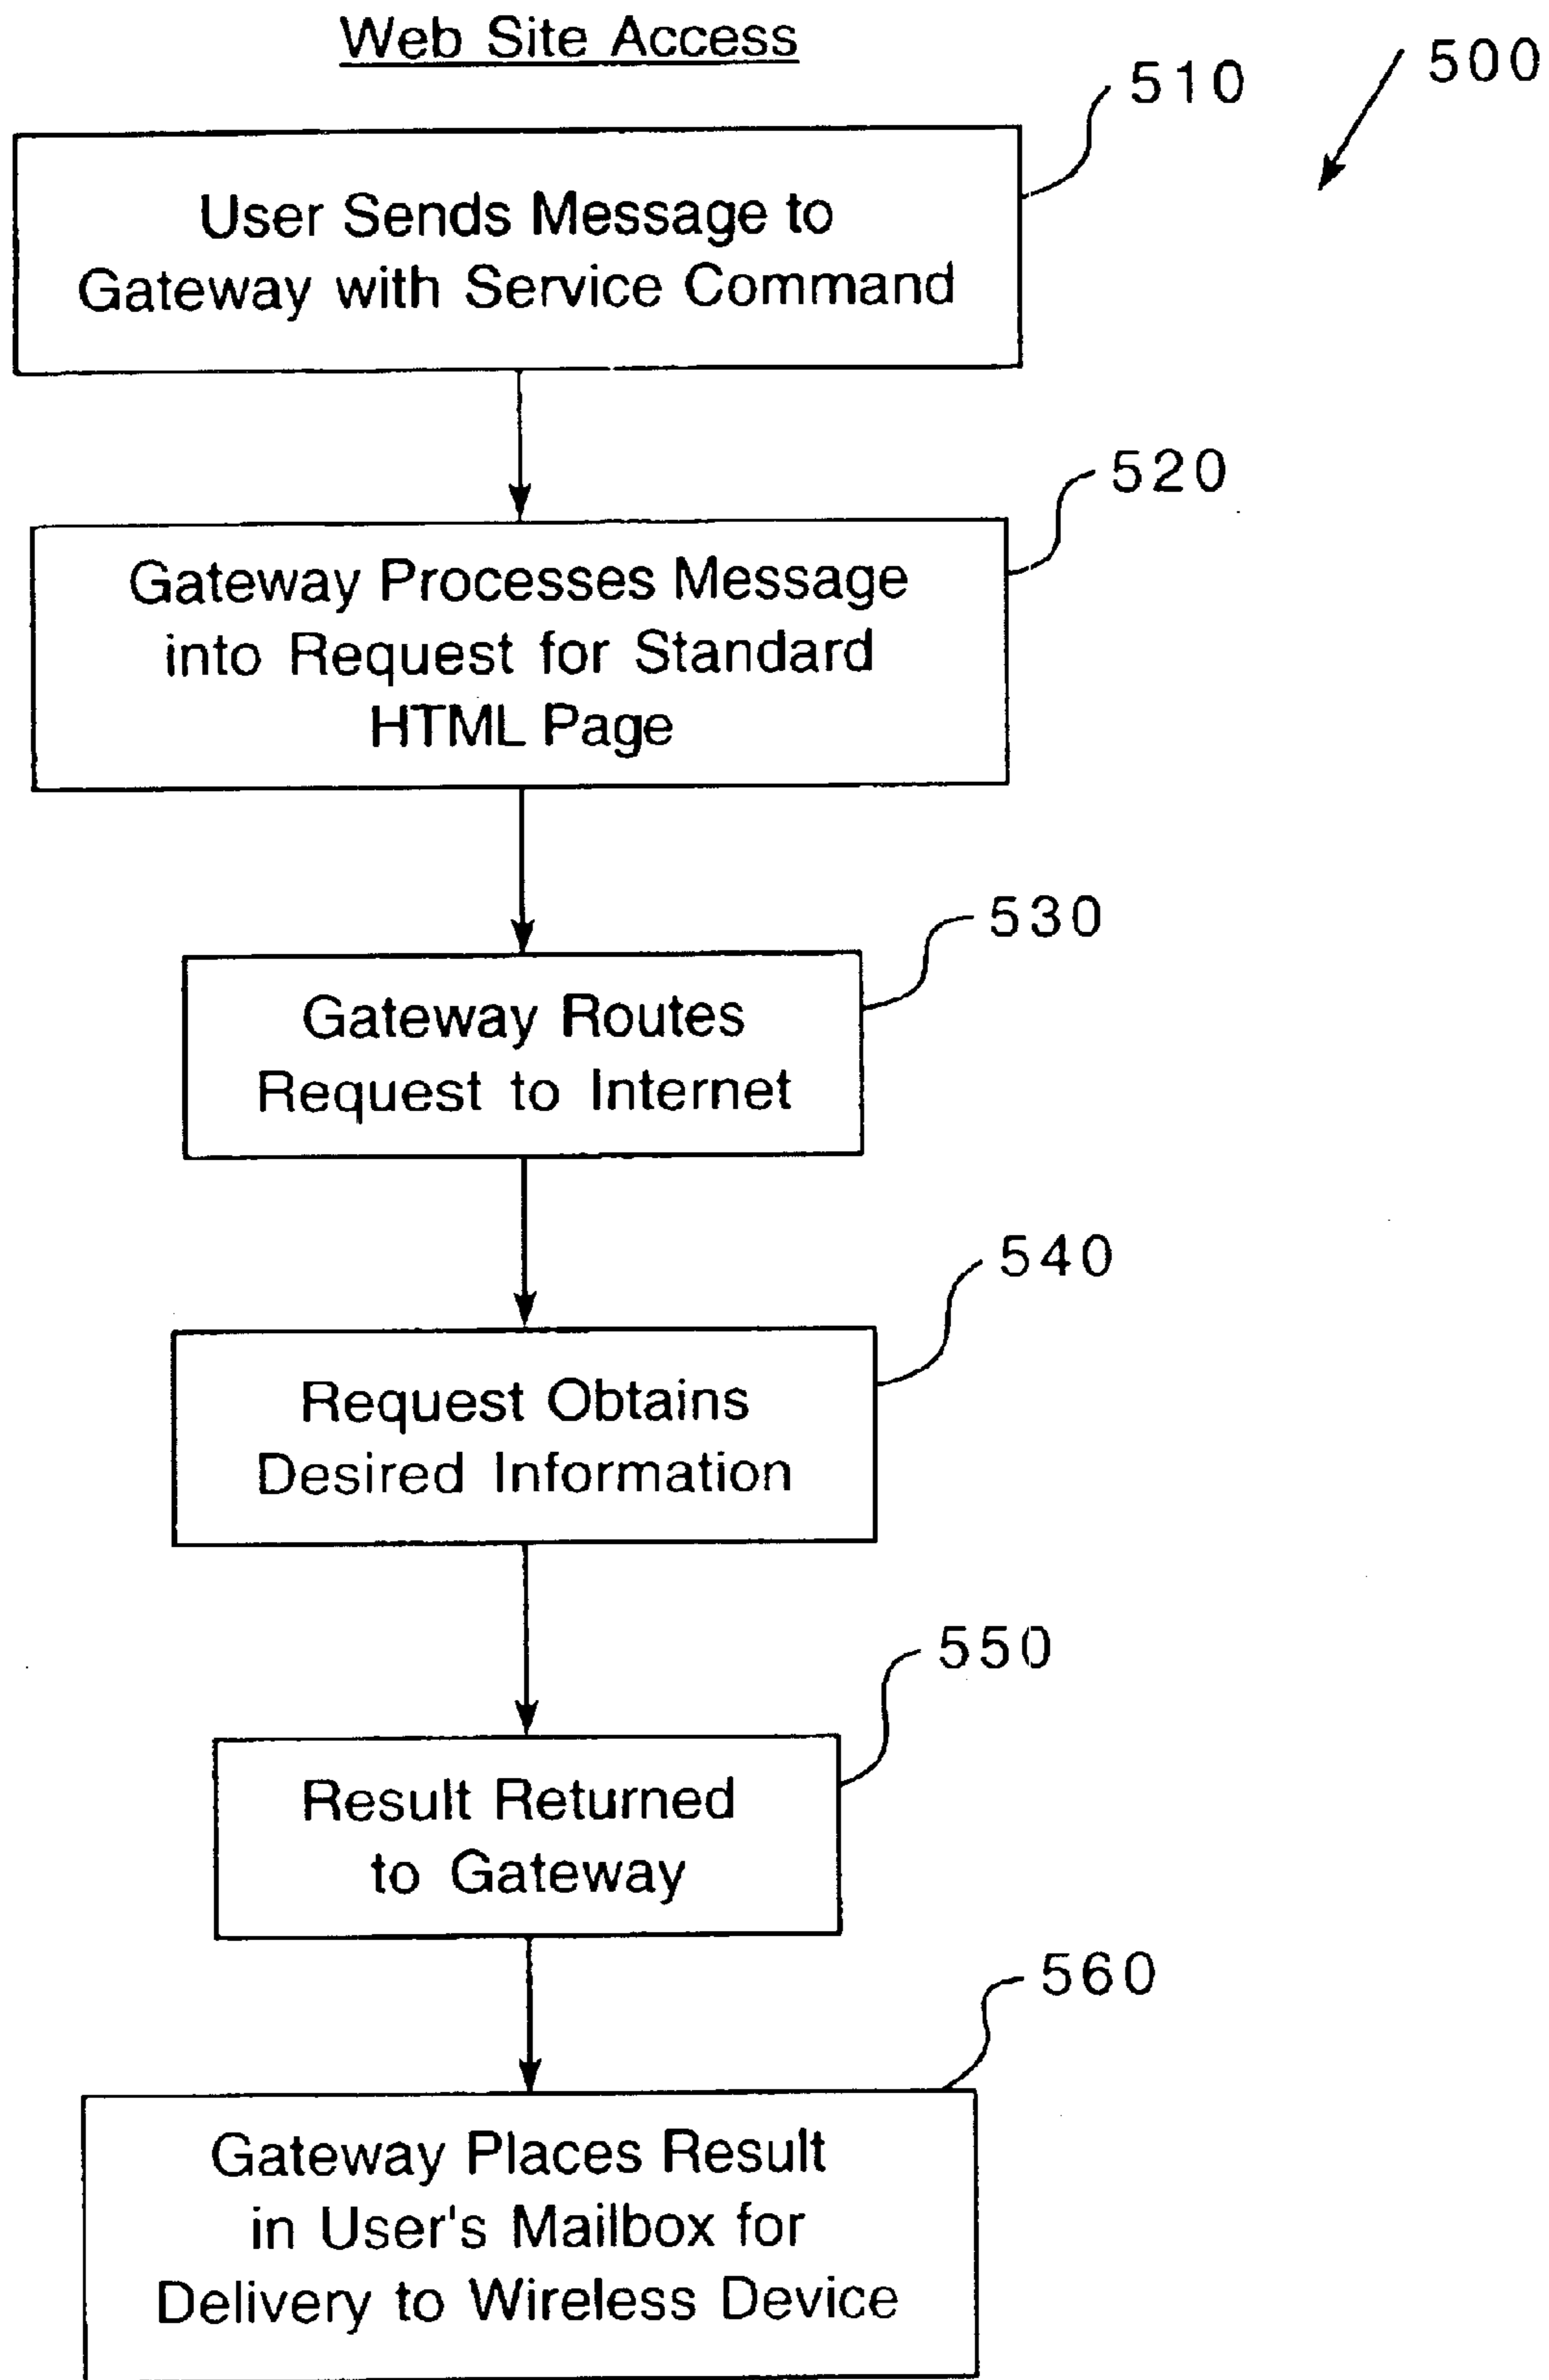 Web Site Access
500
510
User Sends Message to
Gateway with Service Command
520
Gateway Processes Message
into Request for Standard
HTML Page
530
Gateway Routes
Request to Internet
540
Request Obtains
Desired Information
550
Result Returned
to Gateway
560
Gateway Places Result
in User's Mailbox for
Delivery to Wireless Device